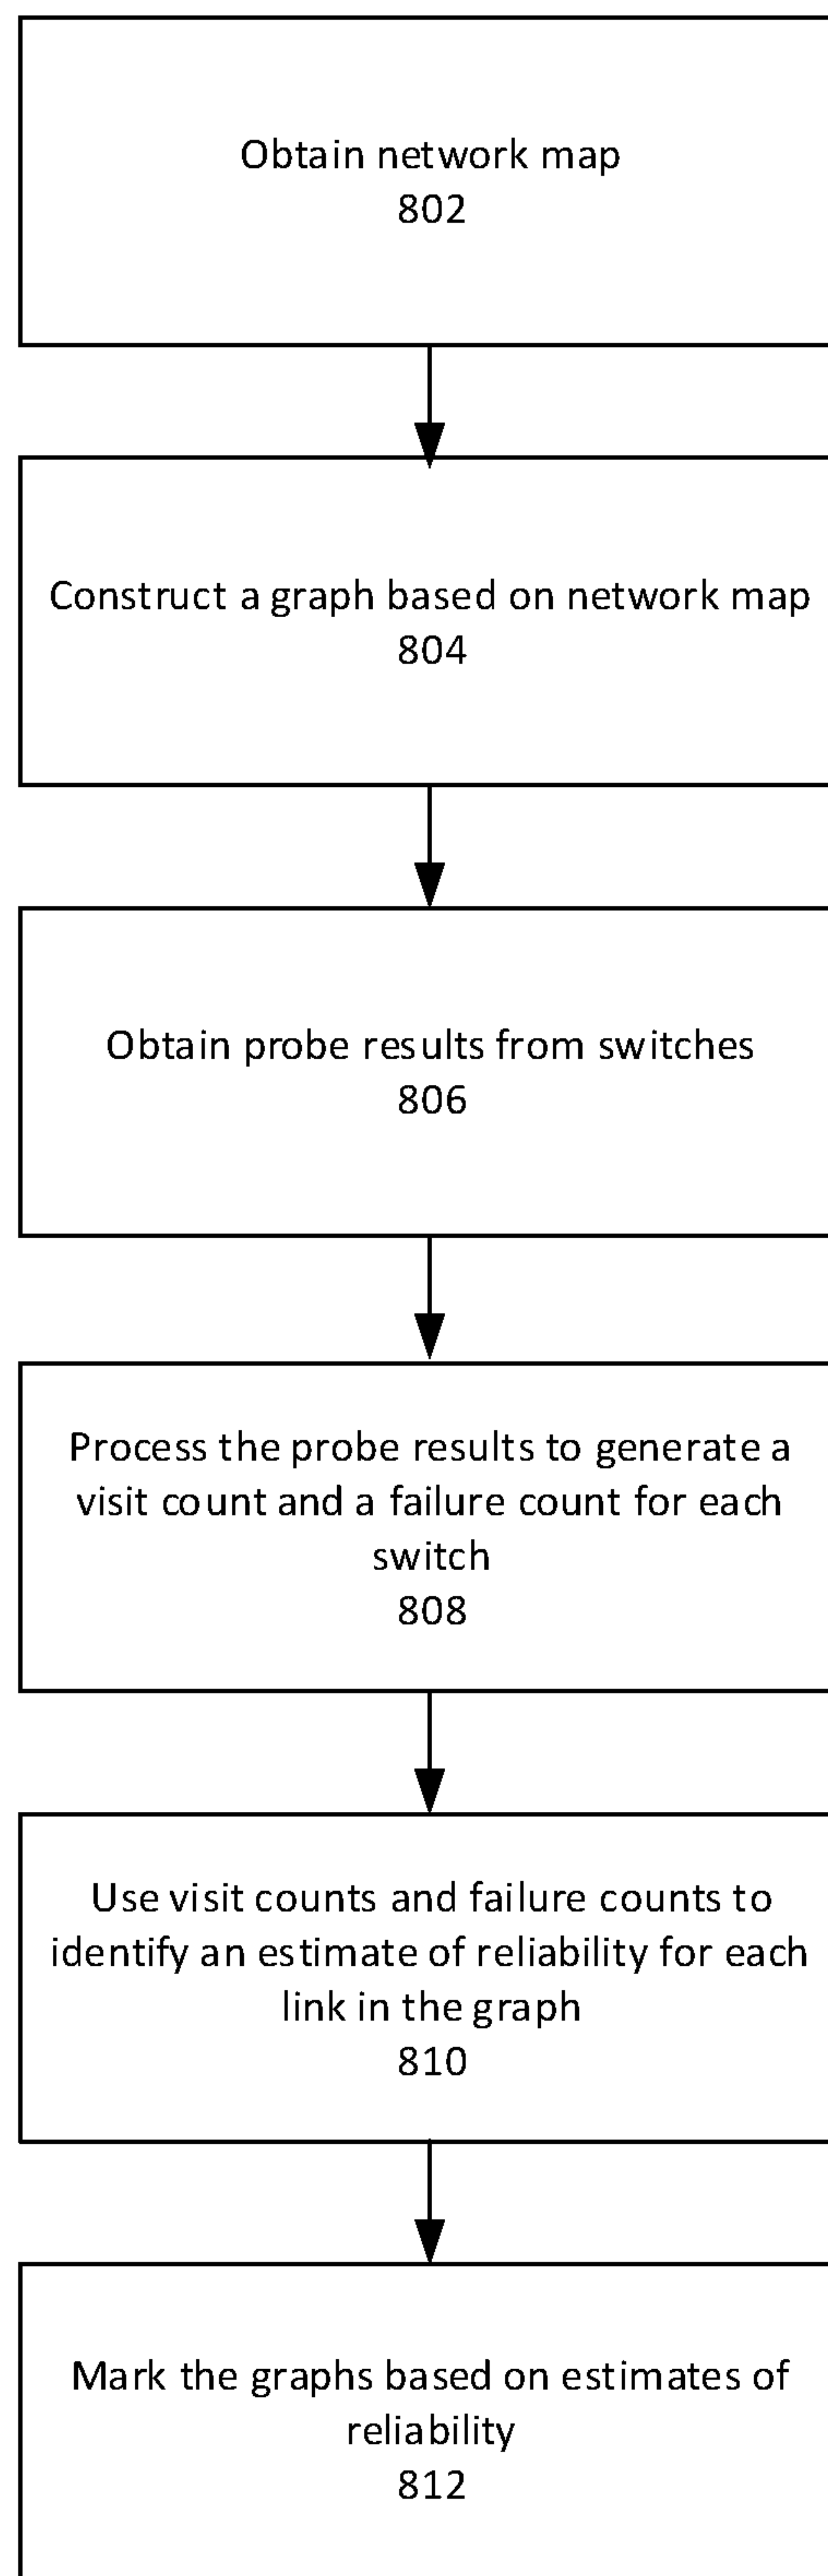 Obtain network map
802
Construct a graph based on network map
804
Obtain probe results from switches
806
Process the probe results to generate a
visit count and a failure count for each
switch
808
Use visit counts and failure counts to
identify an estimate of reliability for each
link in the graph
810
Mark the graphs based on estimates of
reliability
812